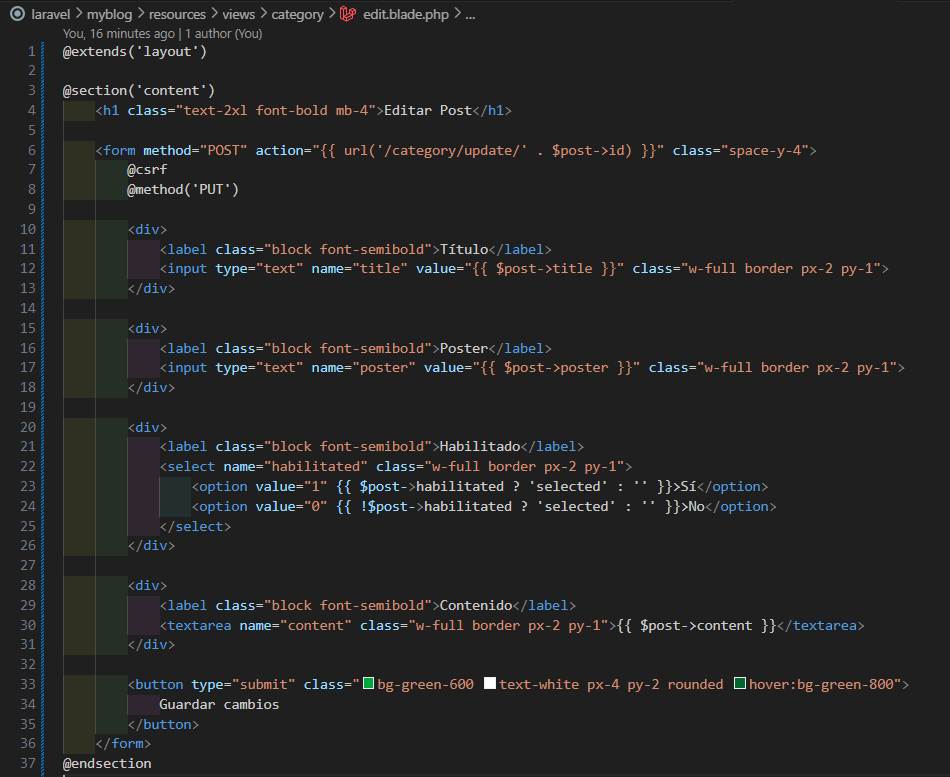 laravel > myblog > resources > views > category > edit.blade.php > ...
You, 16 minutes ago | 1 author (You)
1 @extends('layout')
2
3 @section('content')
4     <h1 class="text-2xl font-bold mb-4">Editar Post</h1>
5
6     <form method="POST" action="{{ url('/category/update/' . $post->id) }}" class="space-y-4">
7         @csrf
8         @method('PUT')
9
10         <div>
11             <label class="block font-semibold">Título</label>
12             <input type="text" name="title" value="{{ $post->title }}" class="w-full border px-2 py-1">
13         </div>
14
15         <div>
16             <label class="block font-semibold">Poster</label>
17             <input type="text" name="poster" value="{{ $post->poster }}" class="w-full border px-2 py-1">
18         </div>
19
20         <div>
21             <label class="block font-semibold">Habilitado</label>
22             <select name="habilitated" class="w-full border px-2 py-1">
23                 <option value="1" {{ $post->habilitated ? 'selected' : '' }}>Sí</option>
24                 <option value="0" {{ !$post->habilitated ? 'selected' : '' }}>No</option>
25             </select>
26         </div>
27
28         <div>
29             <label class="block font-semibold">Contenido</label>
30             <textarea name="content" class="w-full border px-2 py-1">{{ $post->content }}</textarea>
31         </div>
32
33         <button type="submit" class="bg-green-600 text-white px-4 py-2 rounded hover:bg-green-800">
34             Guardar cambios
35         </button>
36     </form>
37 @endsection